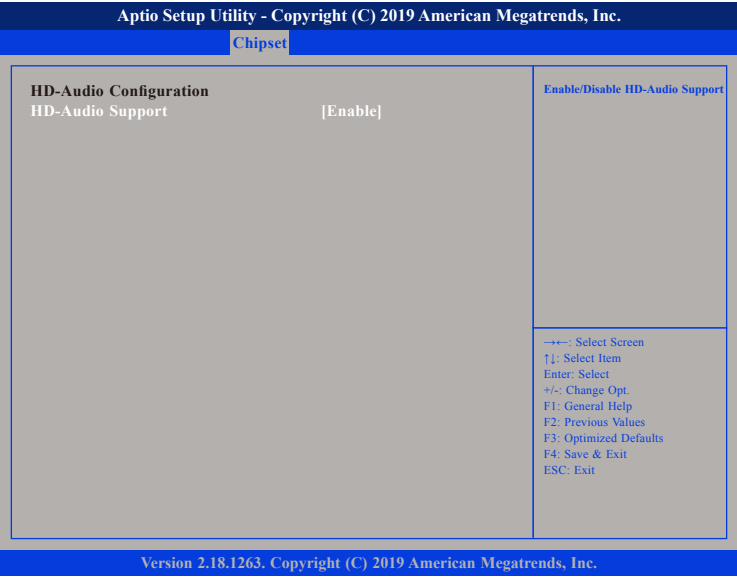 Aptio Setup Utility - Copyright (C) 2019 American Megatrends, Inc.
Chipset
HD-Audio Configuration
HD-Audio Support [Enable]
Enable/Disable HD-Audio Support
→←: Select Screen
↑↓: Select Item
Enter: Select
+/-: Change Opt.
F1: General Help
F2: Previous Values
F3: Optimized Defaults
F4: Save & Exit
ESC: Exit
Version 2.18.1263. Copyright (C) 2019 American Megatrends, Inc.